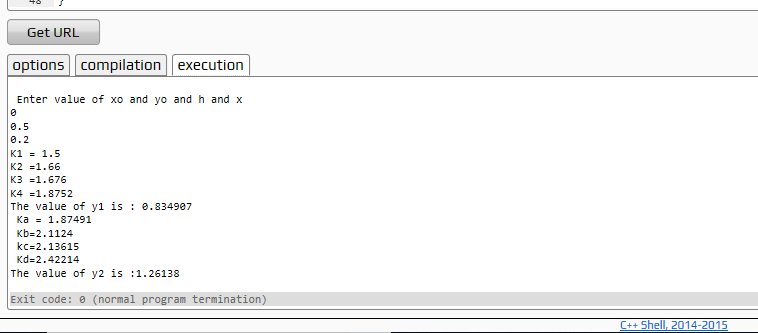 48 }
Get URL
options compilation execution
Enter value of xo and yo and h and x
0
0.5
0.2
K1 = 1.5
K2 =1.66
K3 =1.676
K4 =1.8752
The value of y1 is : 0.834907
Ka = 1.87491
Kb=2.1124
kc=2.13615
Kd=2.42214
The value of y2 is :1.26138
Exit code: 0 (normal program termination)
C++ Shell, 2014-2015